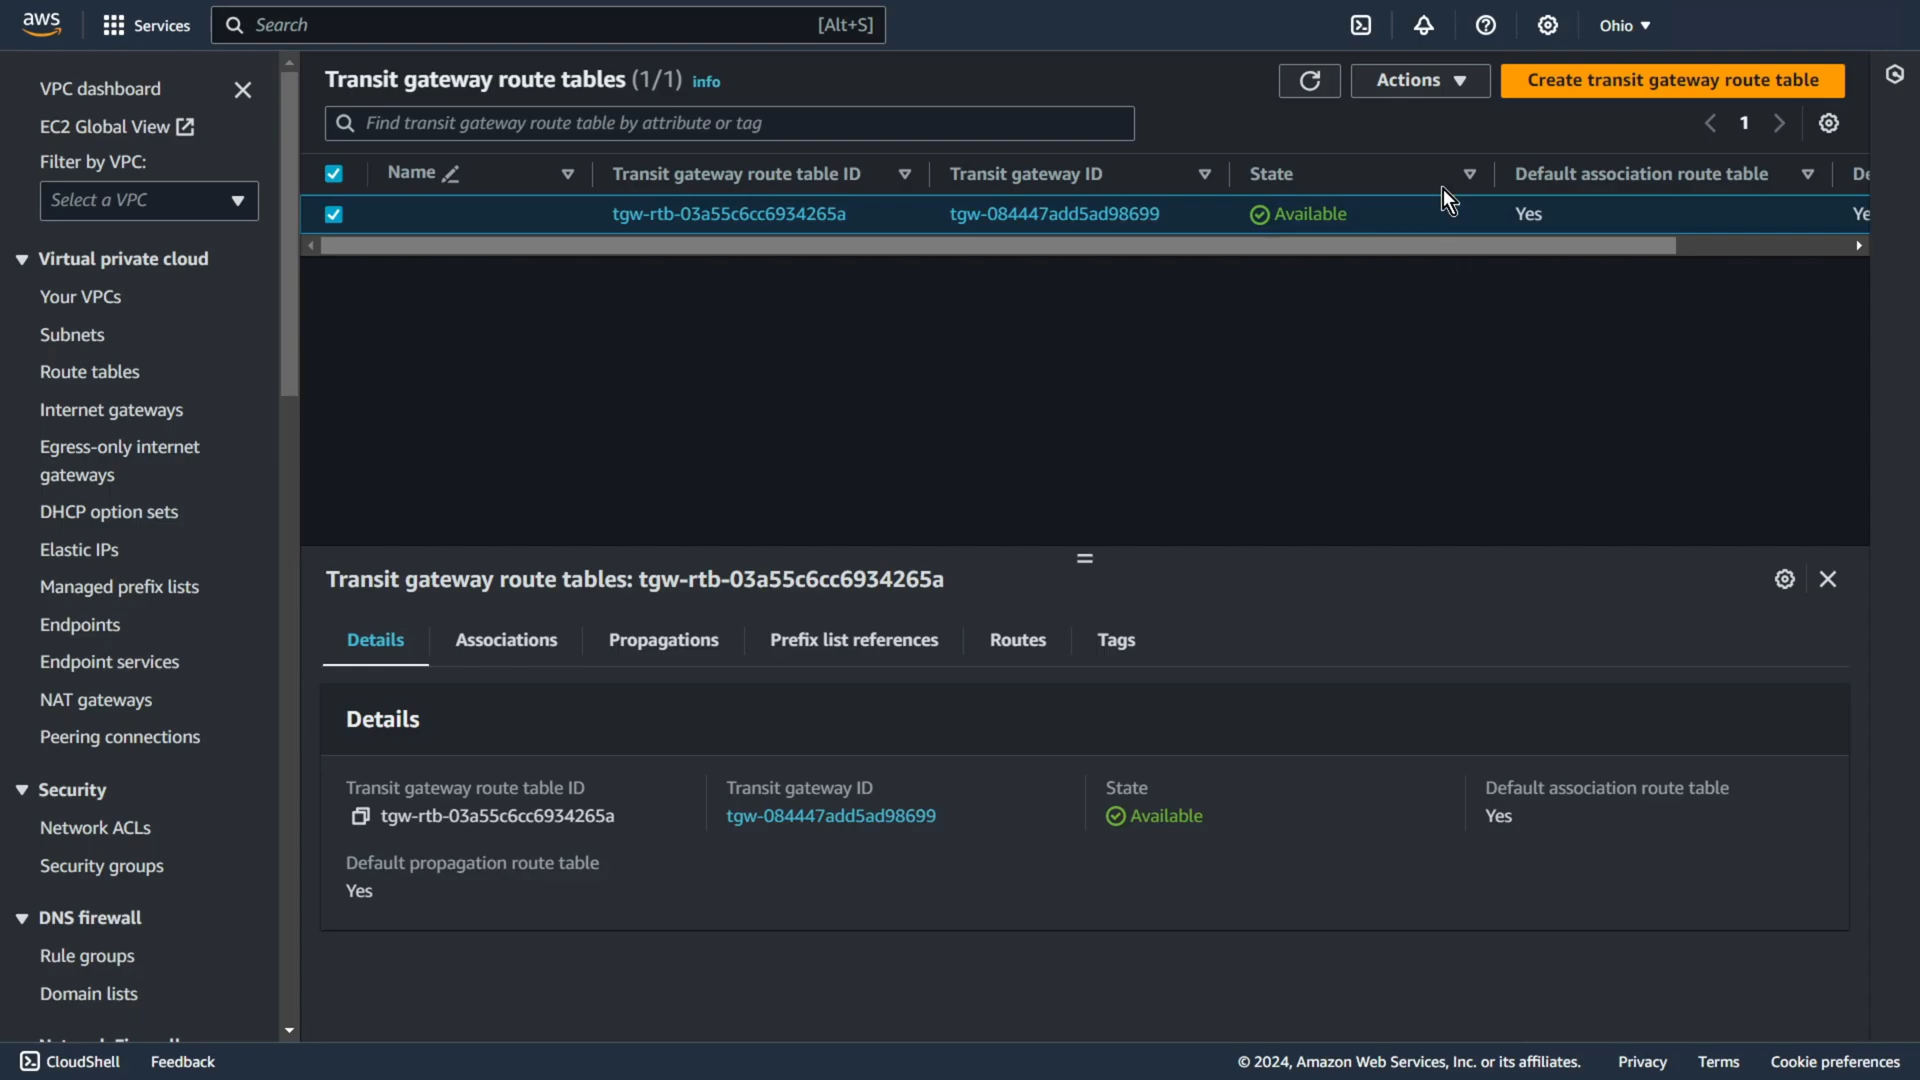 aws
Services
Search
[Alt+S]
Ohio
VPC dashboard
EC2 Global View
Filter by VPC:
Select a VPC
Virtual private cloud
Your VPCs
Subnets
Route tables
Internet gateways
Egress-only internet
gateways
DHCP option sets
Elastic IPs
Managed prefix lists
Endpoints
Endpoint services
NAT gateways
Peering connections
Security
Network ACLs
Security groups
DNS firewall
Rule groups
Domain lists
Transit gateway route tables (1/1) info
Actions
Create transit gateway route table
Find transit gateway route table by attribute or tag
1
Name
Transit gateway route table ID
Transit gateway ID
State
Default association route table
De
tgw-rtb-03a55c6cc6934265a
tgw-084447add5ad98699
Available
Yes
Ye
Transit gateway route tables: tgw-rtb-03a55c6cc6934265a
Details
Associations
Propagations
Prefix list references
Routes
Tags
Details
Transit gateway route table ID
tgw-rtb-03a55c6cc6934265a
Transit gateway ID
tgw-084447add5ad98699
State
Available
Default association route table
Yes
Default propagation route table
Yes
CloudShell
Feedback
© 2024, Amazon Web Services, Inc. or its affiliates.
Privacy
Terms
Cookie preferences